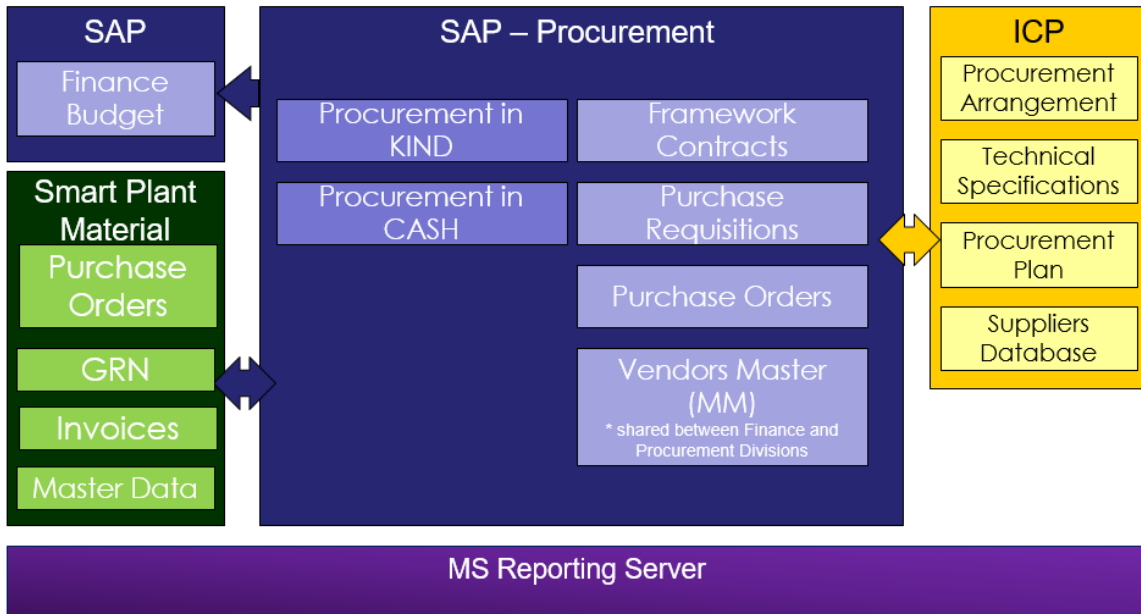 SAP
Finance
Budget
Smart Plant
Material
Purchase
Orders
GRN
Invoices
Master Data
SAP – Procurement
Procurement in
KIND
Procurement in
CASH
Framework
Contracts
Purchase
Requisitions
Purchase Orders
Vendors Master
(MM)
* shared between Finance and
Procurement Divisions
ICP
Procurement
Arrangement
Technical
Specifications
Procurement
Plan
Suppliers
Database
MS Reporting Server